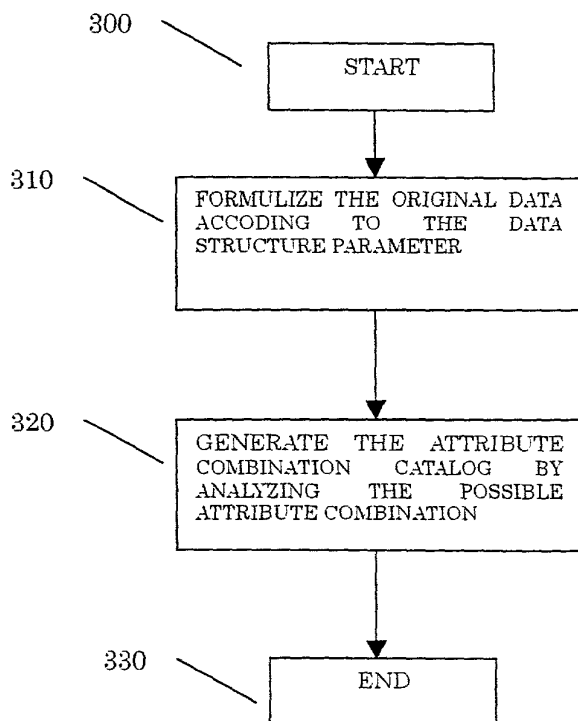 300
START
310
FORMULIZE THE ORIGINAL DATA
ACCODING TO THE DATA
STRUCTURE PARAMETER
320
GENERATE THE ATTRIBUTE
COMBINATION CATALOG BY
ANALYZING THE POSSIBLE
ATTRIBUTE COMBINATION
330
END